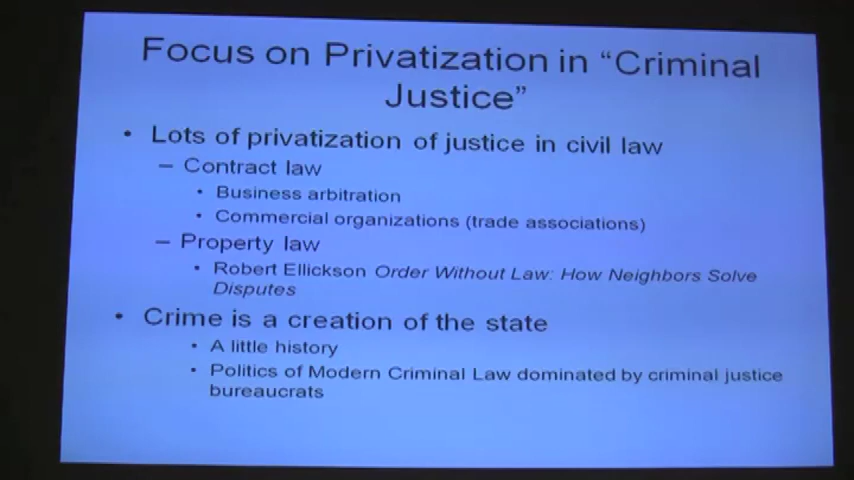 Focus on Privatization in “Criminal
Justice”
• Lots of privatization of justice in civil law
– Contract law
• Business arbitration
• Commercial organizations (trade associations)
– Property law
• Robert Ellickson Order Without Law: How Neighbors Solve
Disputes
• Crime is a creation of the state
• A little history
• Politics of Modern Criminal Law dominated by criminal justice
bureaucrats